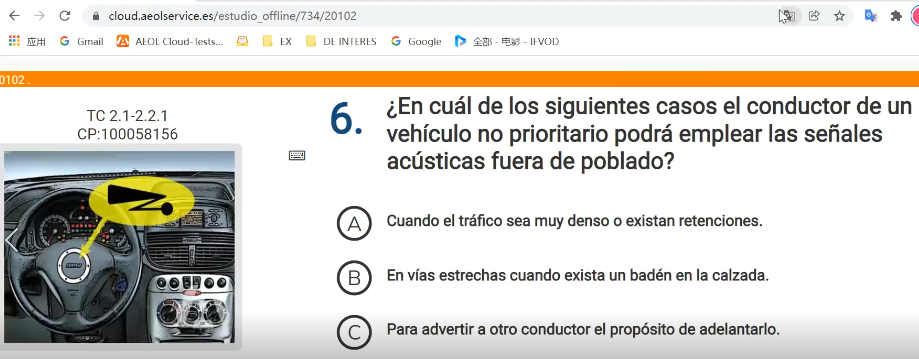 cloud.aeolservice.es/estudio_offline/734/20102
应用 Gmail AEOL Cloud-Tests... EX DE INTERES Google 全部 - 电影 - IFVOD
0102 .
TC 2.1-2.2.1
CP:100058156
6. ¿En cuál de los siguientes casos el conductor de un
vehículo no prioritario podrá emplear las señales
acústicas fuera de poblado?
A Cuando el tráfico sea muy denso o existan retenciones.
B En vías estrechas cuando exista un badén en la calzada.
C Para advertir a otro conductor el propósito de adelantarlo.